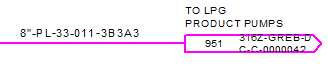 TO LPG
PRODUCT PUMPS
8"-PL-33-011-3B3A3
951
316Z-GREB-D
C-C-0000042